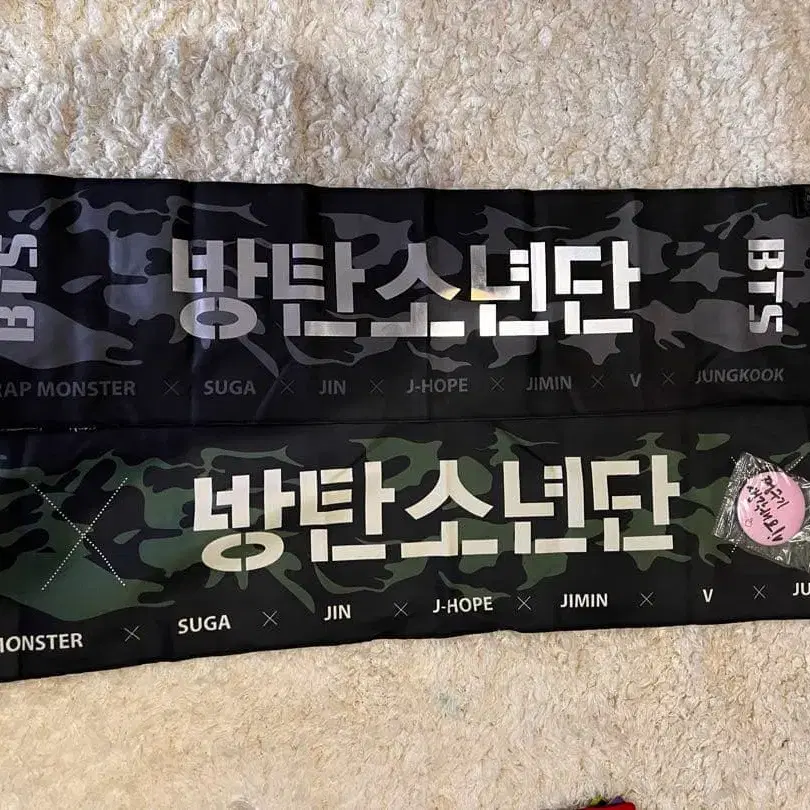 BTS
방탄소년단
BTS
RAP MONSTER × SUGA × JIN × J-HOPE × JIMIN × V × JUNGKOOK
방탄소년단
MONSTER × SUGA × JIN × J-HOPE × JIMIN × V × JU